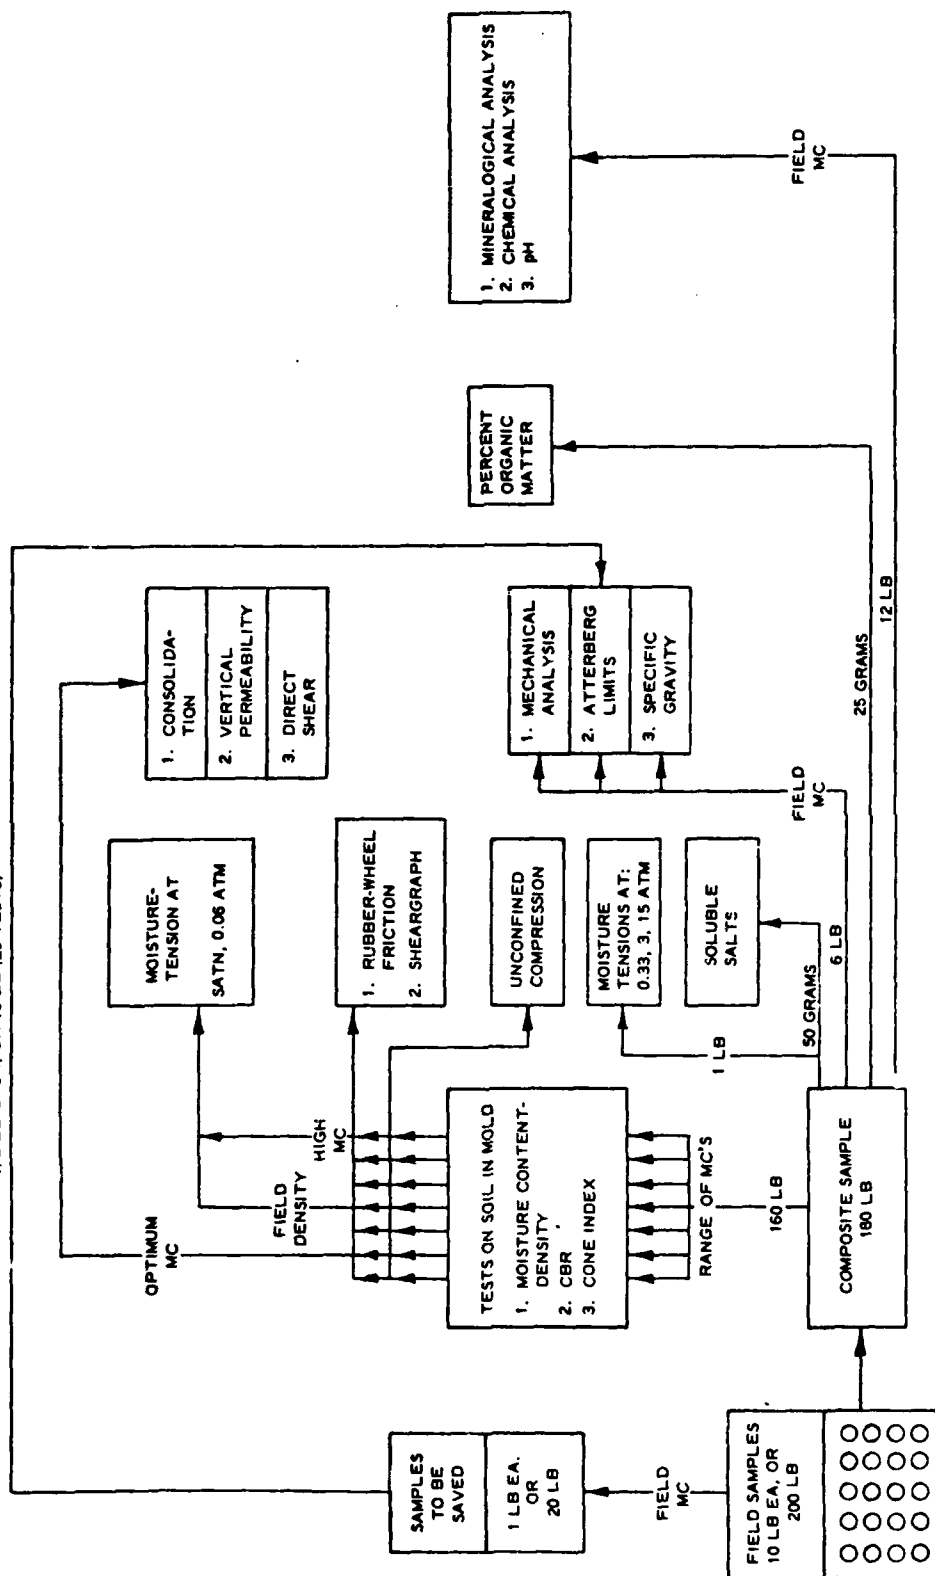 OPTIMUM
MC
MOISTURE-
TENSION AT
SATN, 0.06 ATM
1. CONSOLIDA-
TION
2. VERTICAL
PERMEABILITY
3. DIRECT
SHEAR
FIELD
DENSITY
HIGH
MC
1. RUBBER-WHEEL
FRICTION
2. SHEARGRAPH
SAMPLES
TO BE
SAVED
1 LB EA.
OR
20 LB
TESTS ON SOIL IN MOLD
1. MOISTURE CONTENT-
DENSITY
2. CBR
3. CONE INDEX
UNCONFINED
COMPRESSION
MOISTURE
TENSIONS AT:
0.33, 3, 15 ATM
SOLUBLE
SALTS
1. MECHANICAL
ANALYSIS
2. ATTERBERG
LIMITS
3. SPECIFIC
GRAVITY
PERCENT
ORGANIC
MATTER
1. MINERALOGICAL ANALYSIS
2. CHEMICAL ANALYSIS
3. pH
FIELD
MC
RANGE OF MC'S
160 LB
1 LB
50 GRAMS
6 LB
FIELD
MC
25 GRAMS
12 LB
FIELD
MC
FIELD SAMPLES
10 LB EA, OR
200 LB
COMPOSITE SAMPLE
180 LB